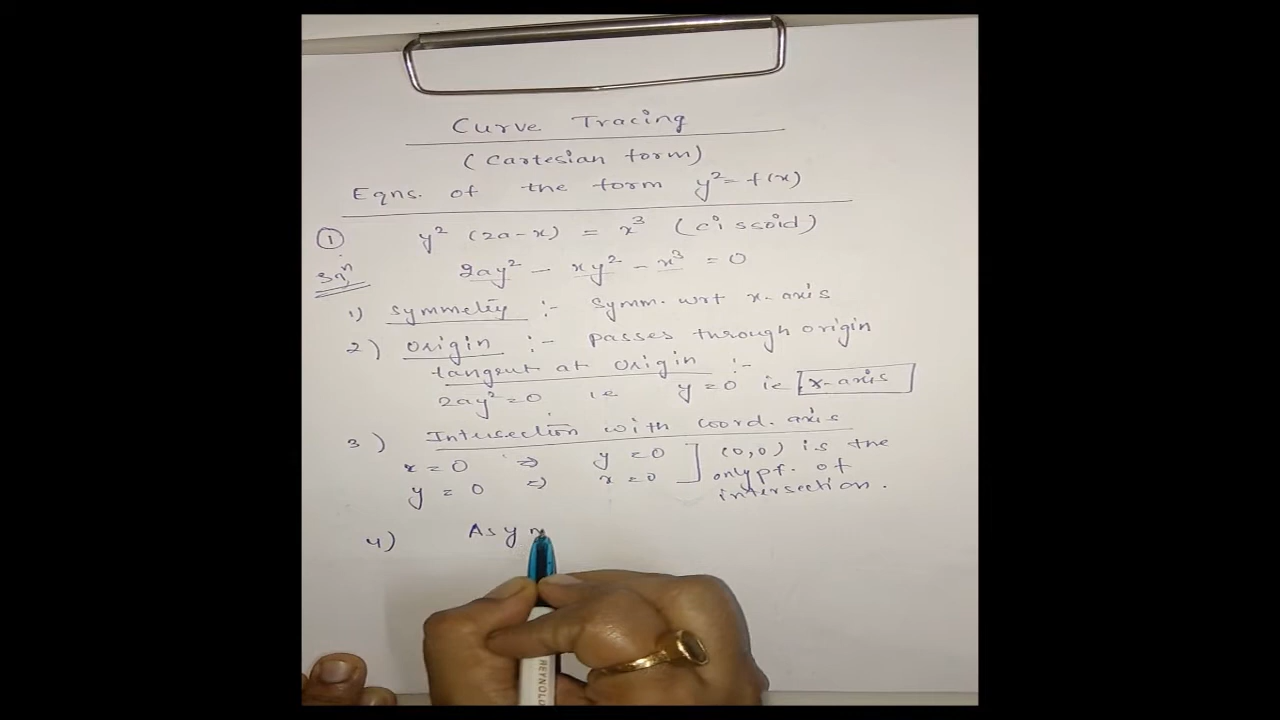 Curve Tracing
(Cartesian form)
Eqns. of the form y² = f(x)
① y² (2a-x) = x³ (cissoid)
Solⁿ 2ay² - xy² - x³ = 0
1) symmetry :- symm. wrt x-axis
2) origin :- passes through origin
tangent at origin :-
2ay² = 0 ie y = 0 ie x-axis
3) Intersection with coord. axis
x = 0 ⇒ y = 0 ] (0,0) is the
y = 0 ⇒ x = 0 only pt. of
intersection.
4) Asym
REYNOL